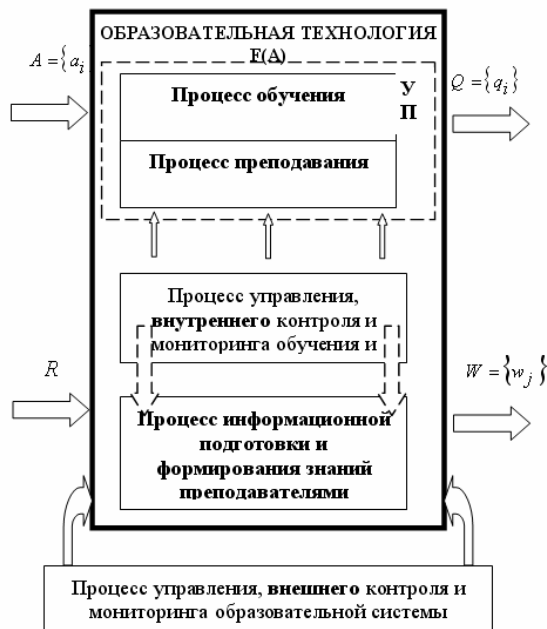 ОБРАЗОВАТЕЛЬНАЯ ТЕХНОЛОГИЯ
F(A)
A = {a_i
Процесс обучения
У
П
Q = {q_i}
Процесс преподавания
Процесс управления,
внутреннего контроля и
мониторинга обучения и
R
W = {w_j}
Процесс информационной
подготовки и
формирования знаний
преподавателями
Процесс управления, внешнего контроля и
мониторинга образовательной системы